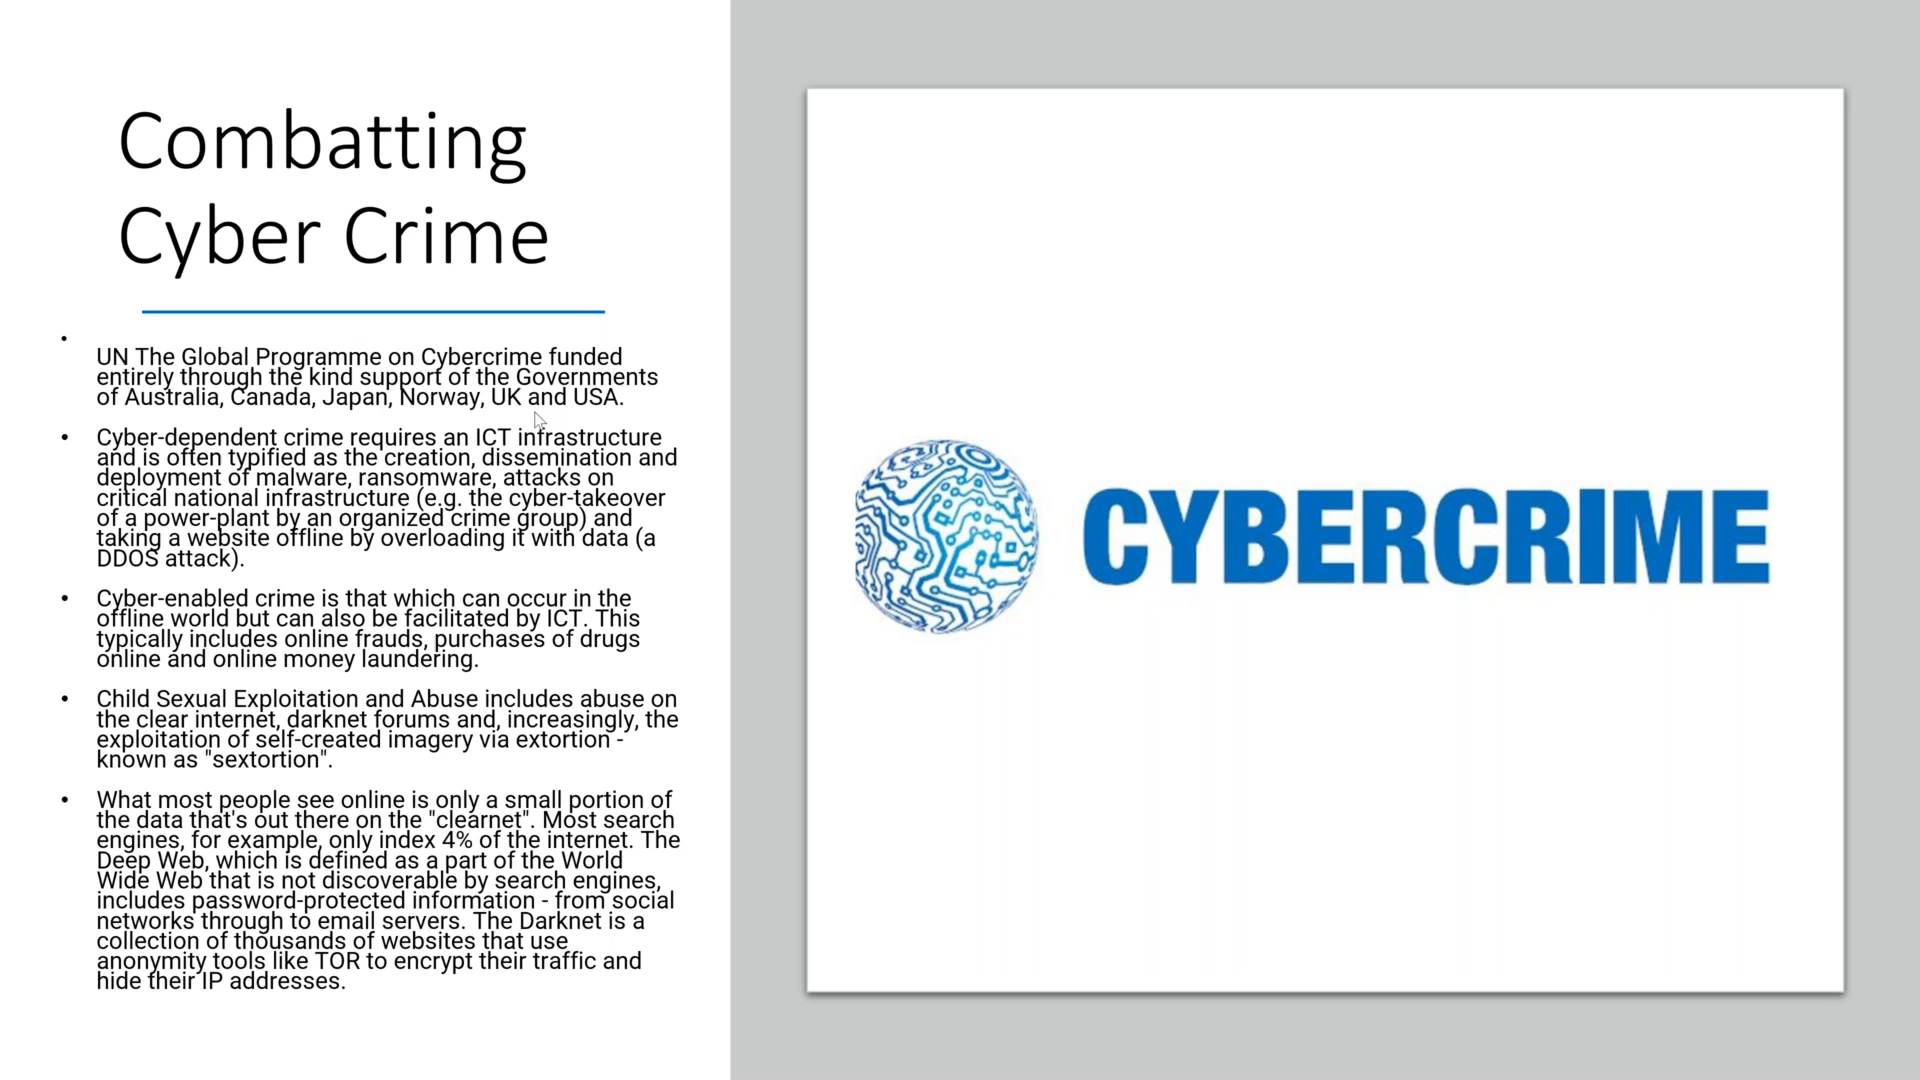 Combatting
Cyber Crime
•
UN The Global Programme on Cybercrime funded
entirely through the kind support of the Governments
of Australia, Canada, Japan, Norway, UK and USA.
• Cyber-dependent crime requires an ICT infrastructure
and is often typified as the creation, dissemination and
deployment of malware, ransomware, attacks on
critical national infrastructure (e.g. the cyber-takeover
of a power-plant by an organized crime group) and
taking a website offline by overloading it with data (a
DDOS attack).
• Cyber-enabled crime is that which can occur in the
offline world but can also be facilitated by ICT. This
typically includes online frauds, purchases of drugs
online and online money laundering.
• Child Sexual Exploitation and Abuse includes abuse on
the clear internet, darknet forums and, increasingly, the
exploitation of self-created imagery via extortion -
known as "sextortion".
• What most people see online is only a small portion of
the data that's out there on the "clearnet". Most search
engines, for example, only index 4% of the internet. The
Deep Web, which is defined as a part of the World
Wide Web that is not discoverable by search engines,
includes password-protected information - from social
networks through to email servers. The Darknet is a
collection of thousands of websites that use
anonymity tools like TOR to encrypt their traffic and
hide their IP addresses.
CYBERCRIME